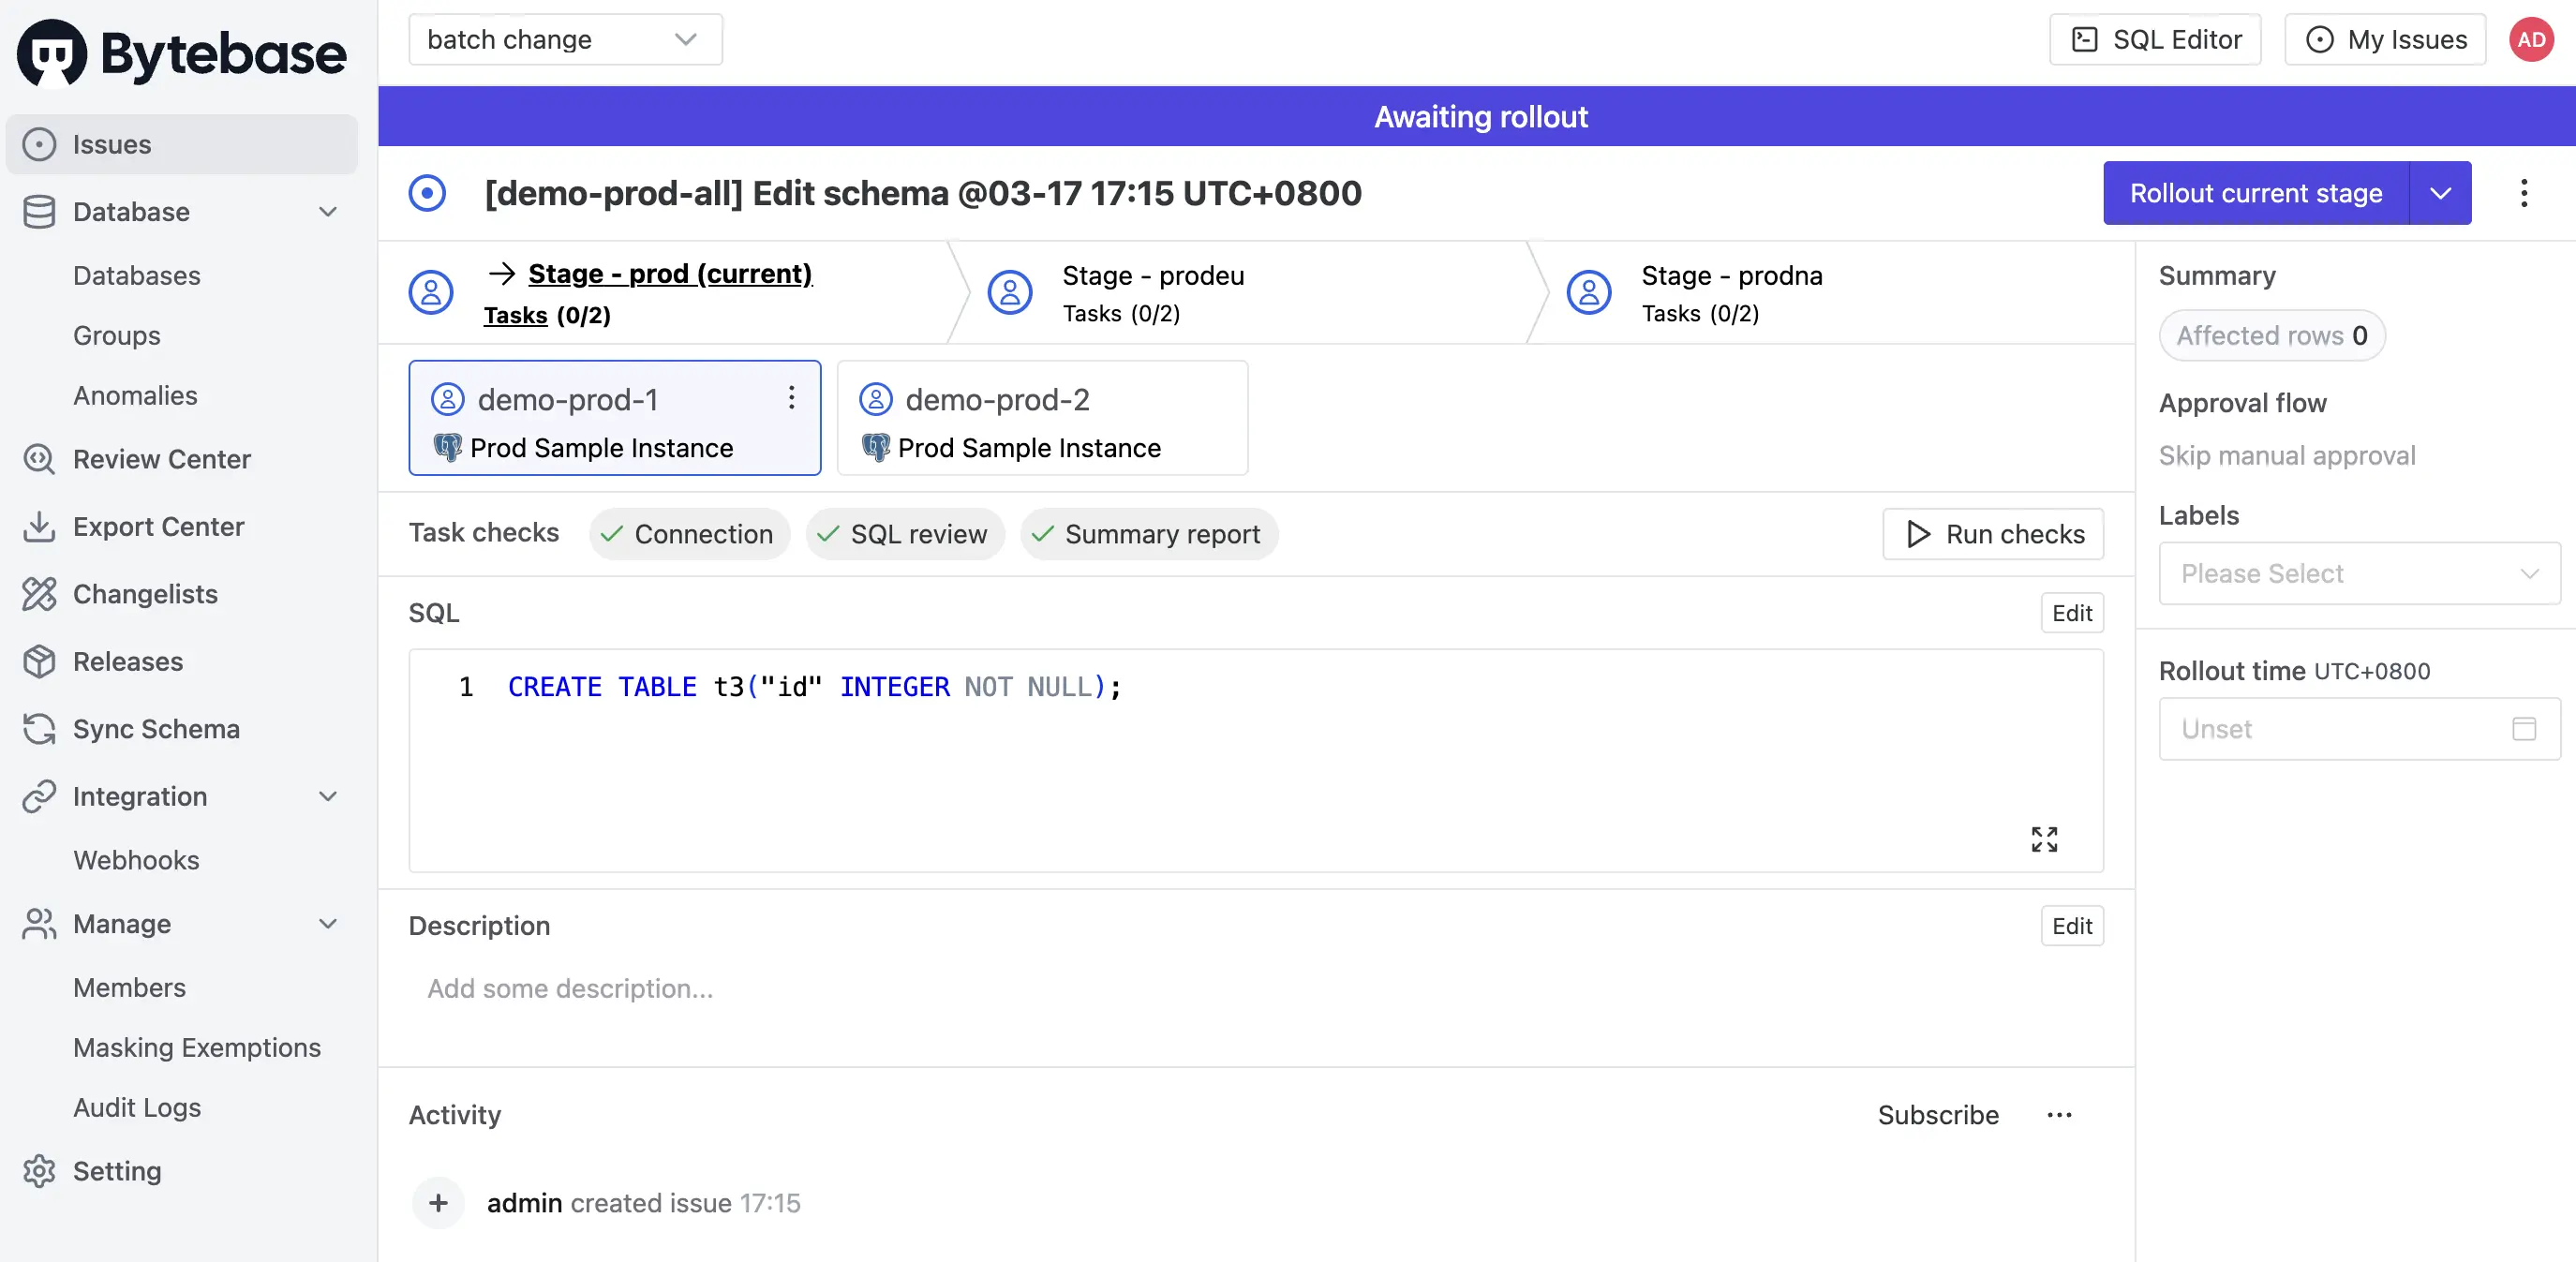 Bytebase
batch change
SQL Editor
My Issues
AD
Issues
Database
Databases
Groups
Anomalies
Review Center
Export Center
Changelists
Releases
Sync Schema
Integration
Webhooks
Manage
Members
Masking Exemptions
Audit Logs
Setting
Awaiting rollout
[demo-prod-all] Edit schema @03-17 17:15 UTC+0800
Rollout current stage
→ Stage - prod (current)
Tasks (0/2)
Stage - prodeu
Tasks (0/2)
Stage - prodna
Tasks (0/2)
demo-prod-1
Prod Sample Instance
demo-prod-2
Prod Sample Instance
Task checks
Connection
SQL review
Summary report
Run checks
SQL
Edit
1 CREATE TABLE t3("id" INTEGER NOT NULL);
Description
Edit
Add some description...
Activity
Subscribe
admin created issue 17:15
Summary
Affected rows 0
Approval flow
Skip manual approval
Labels
Please Select
Rollout time UTC+0800
Unset